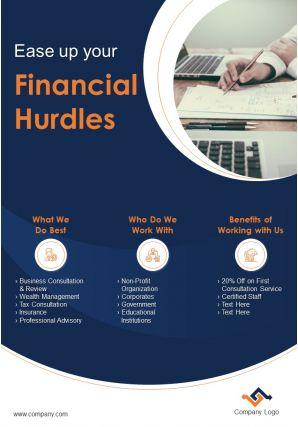 Ease up your
Financial
Hurdles
What We
Do Best
› Business Consultation
& Review
› Wealth Management
› Tax Consultation
› Insurance
› Professional Advisory
Who Do We
Work With
› Non-Profit
Organization
› Corporates
› Government
› Educational
Institutions
Benefits of
Working with Us
› 20% Off on First
Consultation Service
› Certified Staff
› Text Here
› Text Here
www.company.com
Company Logo